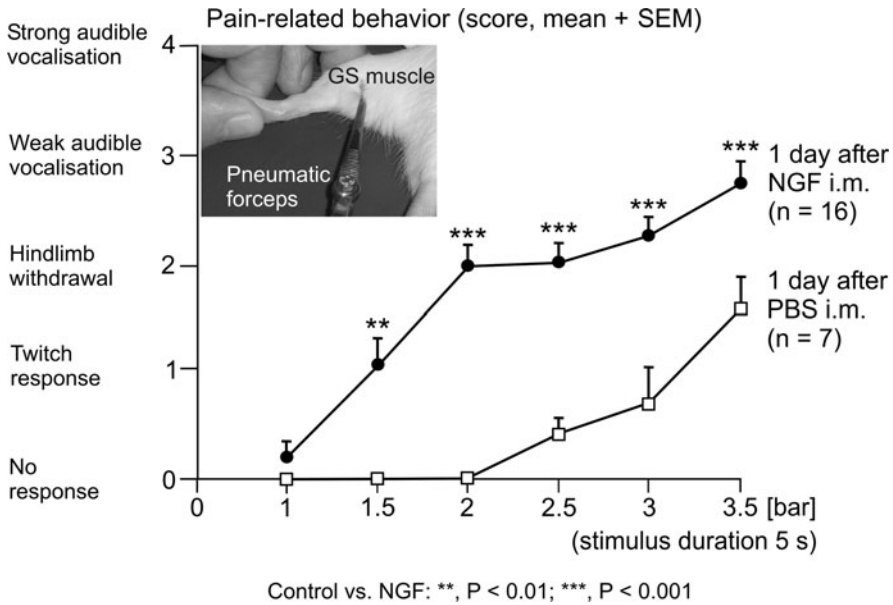 Pain-related behavior (score, mean + SEM)
Strong audible
vocalisation
Weak audible
vocalisation
Hindlimb
withdrawal
Twitch
response
No
response
4
3
2
1
0
GS muscle
Pneumatic
forceps
**
***
***
***
***
1 day after
NGF i.m.
(n = 16)
1 day after
PBS i.m.
(n = 7)
0 1 1.5 2 2.5 3 3.5 [bar]
(stimulus duration 5 s)
Control vs. NGF: **, P < 0.01; ***, P < 0.001